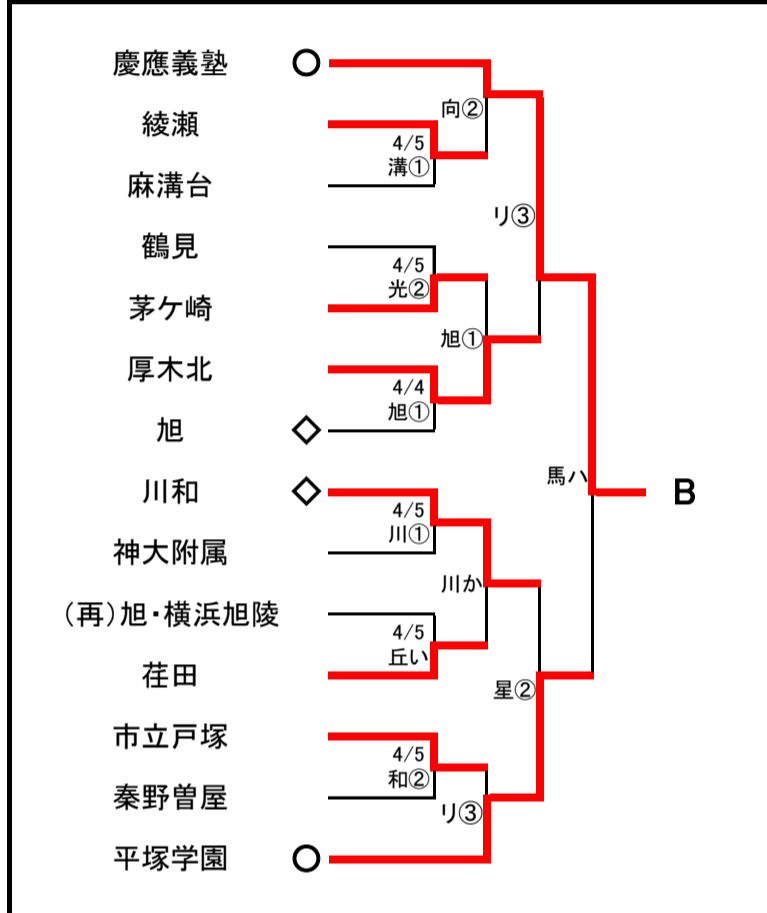 慶應義塾 ○
向②
綾瀬
4/5
溝①
麻溝台
リ③
鶴見
4/5
光②
茅ケ崎
旭①
厚木北
4/4
旭①
旭 ◇
馬ハ
B
川和 ◇
4/5
川①
神大附属
川か
(再)旭・横浜旭陵
4/5
丘い
荏田
星②
市立戸塚
4/5
和②
秦野曽屋
リ③
平塚学園 ○